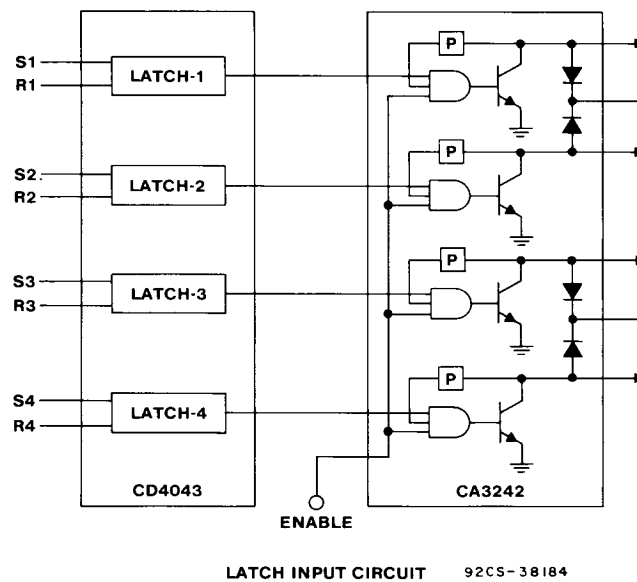 P
S1
LATCH-1
R1
P
S2
LATCH-2
R2
P
S3
LATCH-3
R3
P
S4
LATCH-4
R4
CD4043
CA3242
ENABLE
LATCH INPUT CIRCUIT 92CS-38184